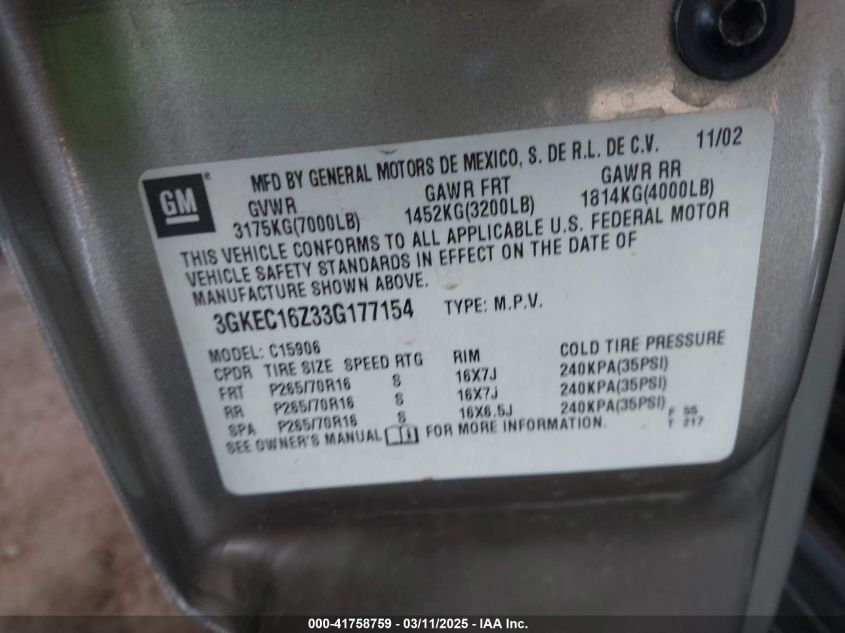 GM ® MFD BY GENERAL MOTORS DE MEXICO, S. DE R.L. DE C.V. 11/02
GVWR GAWR FRT GAWR RR
3175KG(7000LB) 1452KG(3200LB) 1814KG(4000LB)
THIS VEHICLE CONFORMS TO ALL APPLICABLE U.S. FEDERAL MOTOR
VEHICLE SAFETY STANDARDS IN EFFECT ON THE DATE OF
MANUFACTURE SHOWN ABOVE.
3GKEC16Z33G177154 TYPE: M.P.V.
MODEL: C15906
CPDR TIRE SIZE SPEED RTG RIM COLD TIRE PRESSURE
FRT P265/70R16 S 16X7J 240KPA(35PSI)
RR P265/70R16 S 16X7J 240KPA(35PSI)
SPA P265/70R16 S 16X6.5J 240KPA(35PSI) F 55
SEE OWNER'S MANUAL FOR MORE INFORMATION. T 217
000-41758759 - 03/11/2025 - IAA Inc.